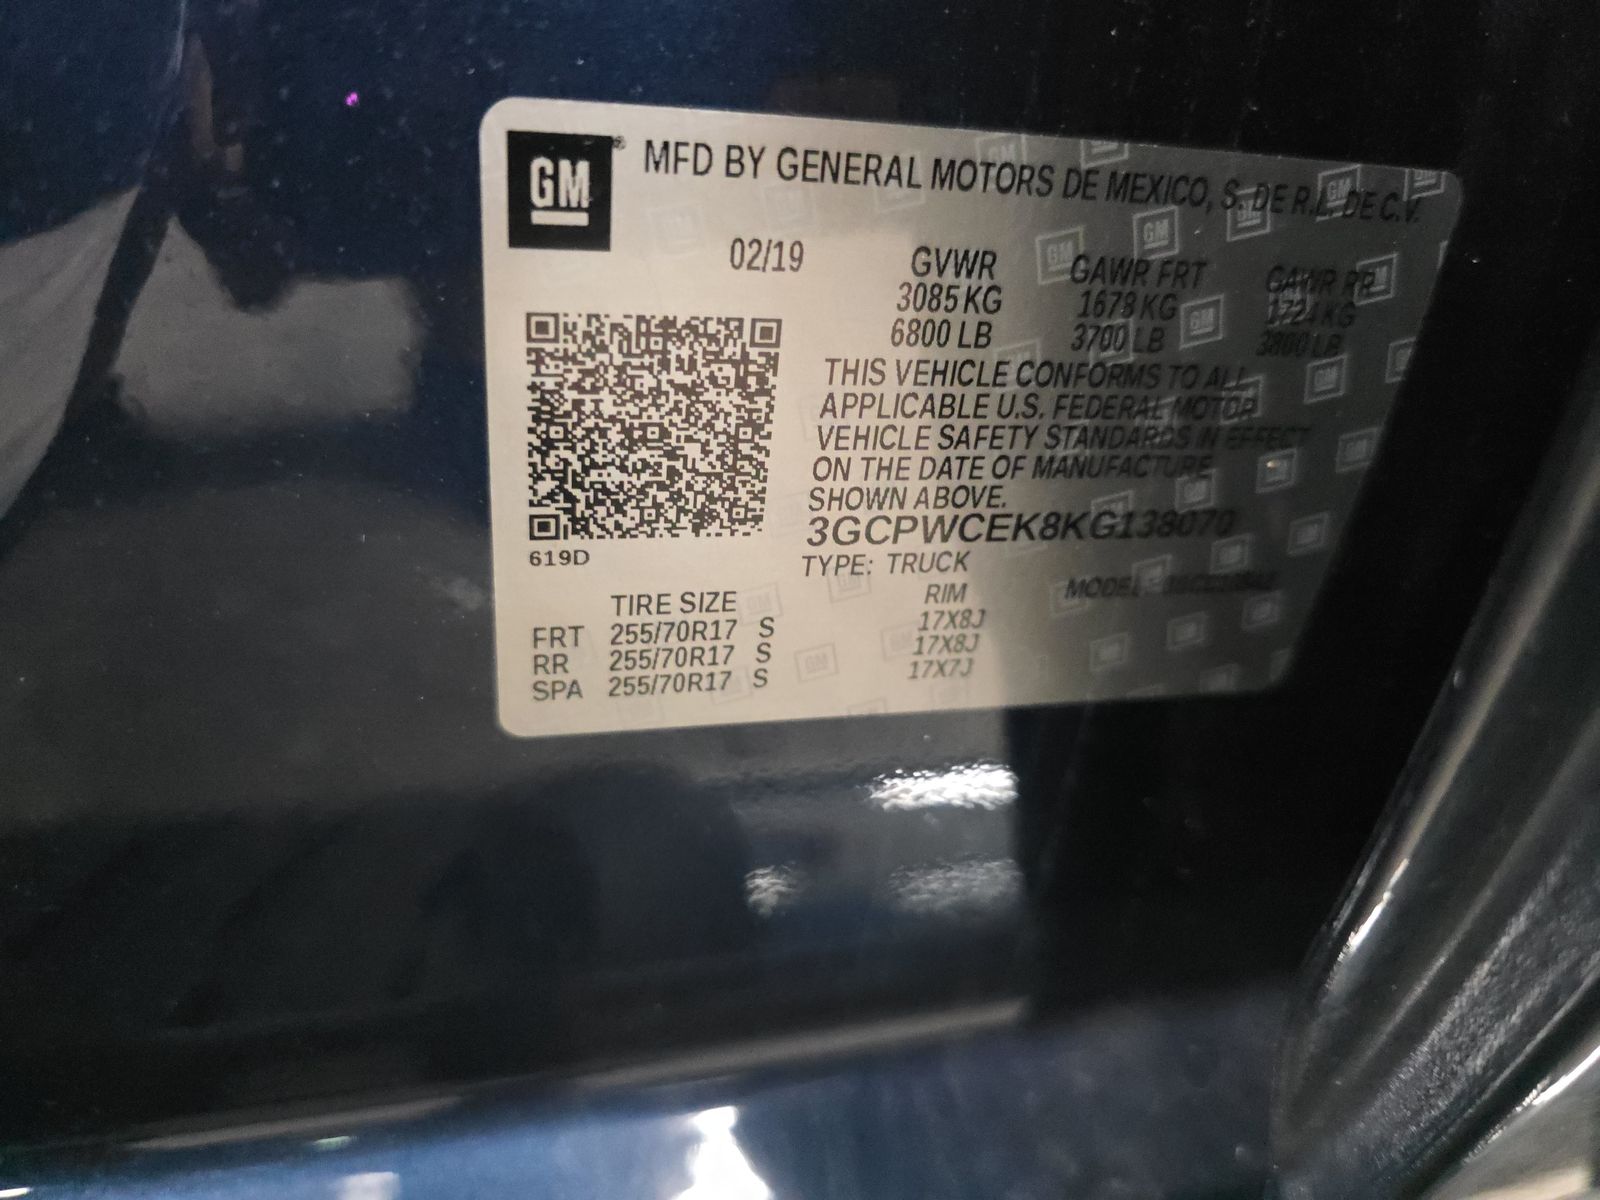 GM
MFD BY GENERAL MOTORS DE MEXICO, S. DE R.L. DE C.V.
02/19 GVWR GAWR FRT GAWR RR
3085 KG 1678 KG 1724 KG
6800 LB 3700 LB 3800 LB
THIS VEHICLE CONFORMS TO ALL
APPLICABLE U.S. FEDERAL MOTOR
VEHICLE SAFETY STANDARDS IN EFFECT
ON THE DATE OF MANUFACTURE
SHOWN ABOVE.
3GCPWCEK8KG138070
619D
TYPE: TRUCK MODEL:
TIRE SIZE RIM
FRT 255/70R17 S 17X8J
RR 255/70R17 S 17X8J
SPA 255/70R17 S 17X7J